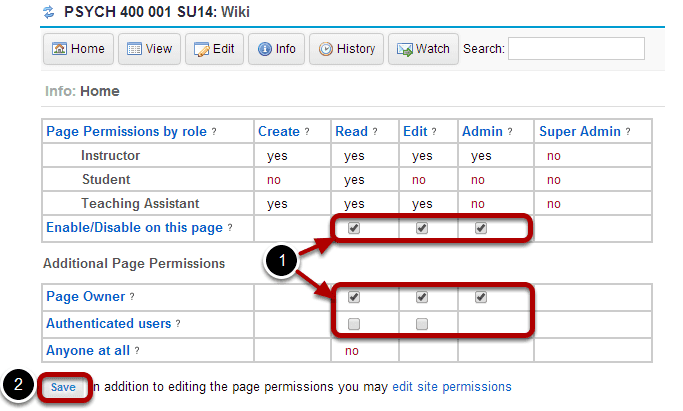 PSYCH 400 001 SU14: Wiki
Home View Edit Info History Watch Search:
Info: Home
Page Permissions by role ? Create ? Read ? Edit ? Admin ? Super Admin ?
Instructor yes yes yes yes no
Student no yes no no no
Teaching Assistant yes yes yes no no
Enable/Disable on this page ?
1
Additional Page Permissions
Page Owner ?
Authenticated users ?
Anyone at all ? no
2 Save n addition to editing the page permissions you may edit site permissions